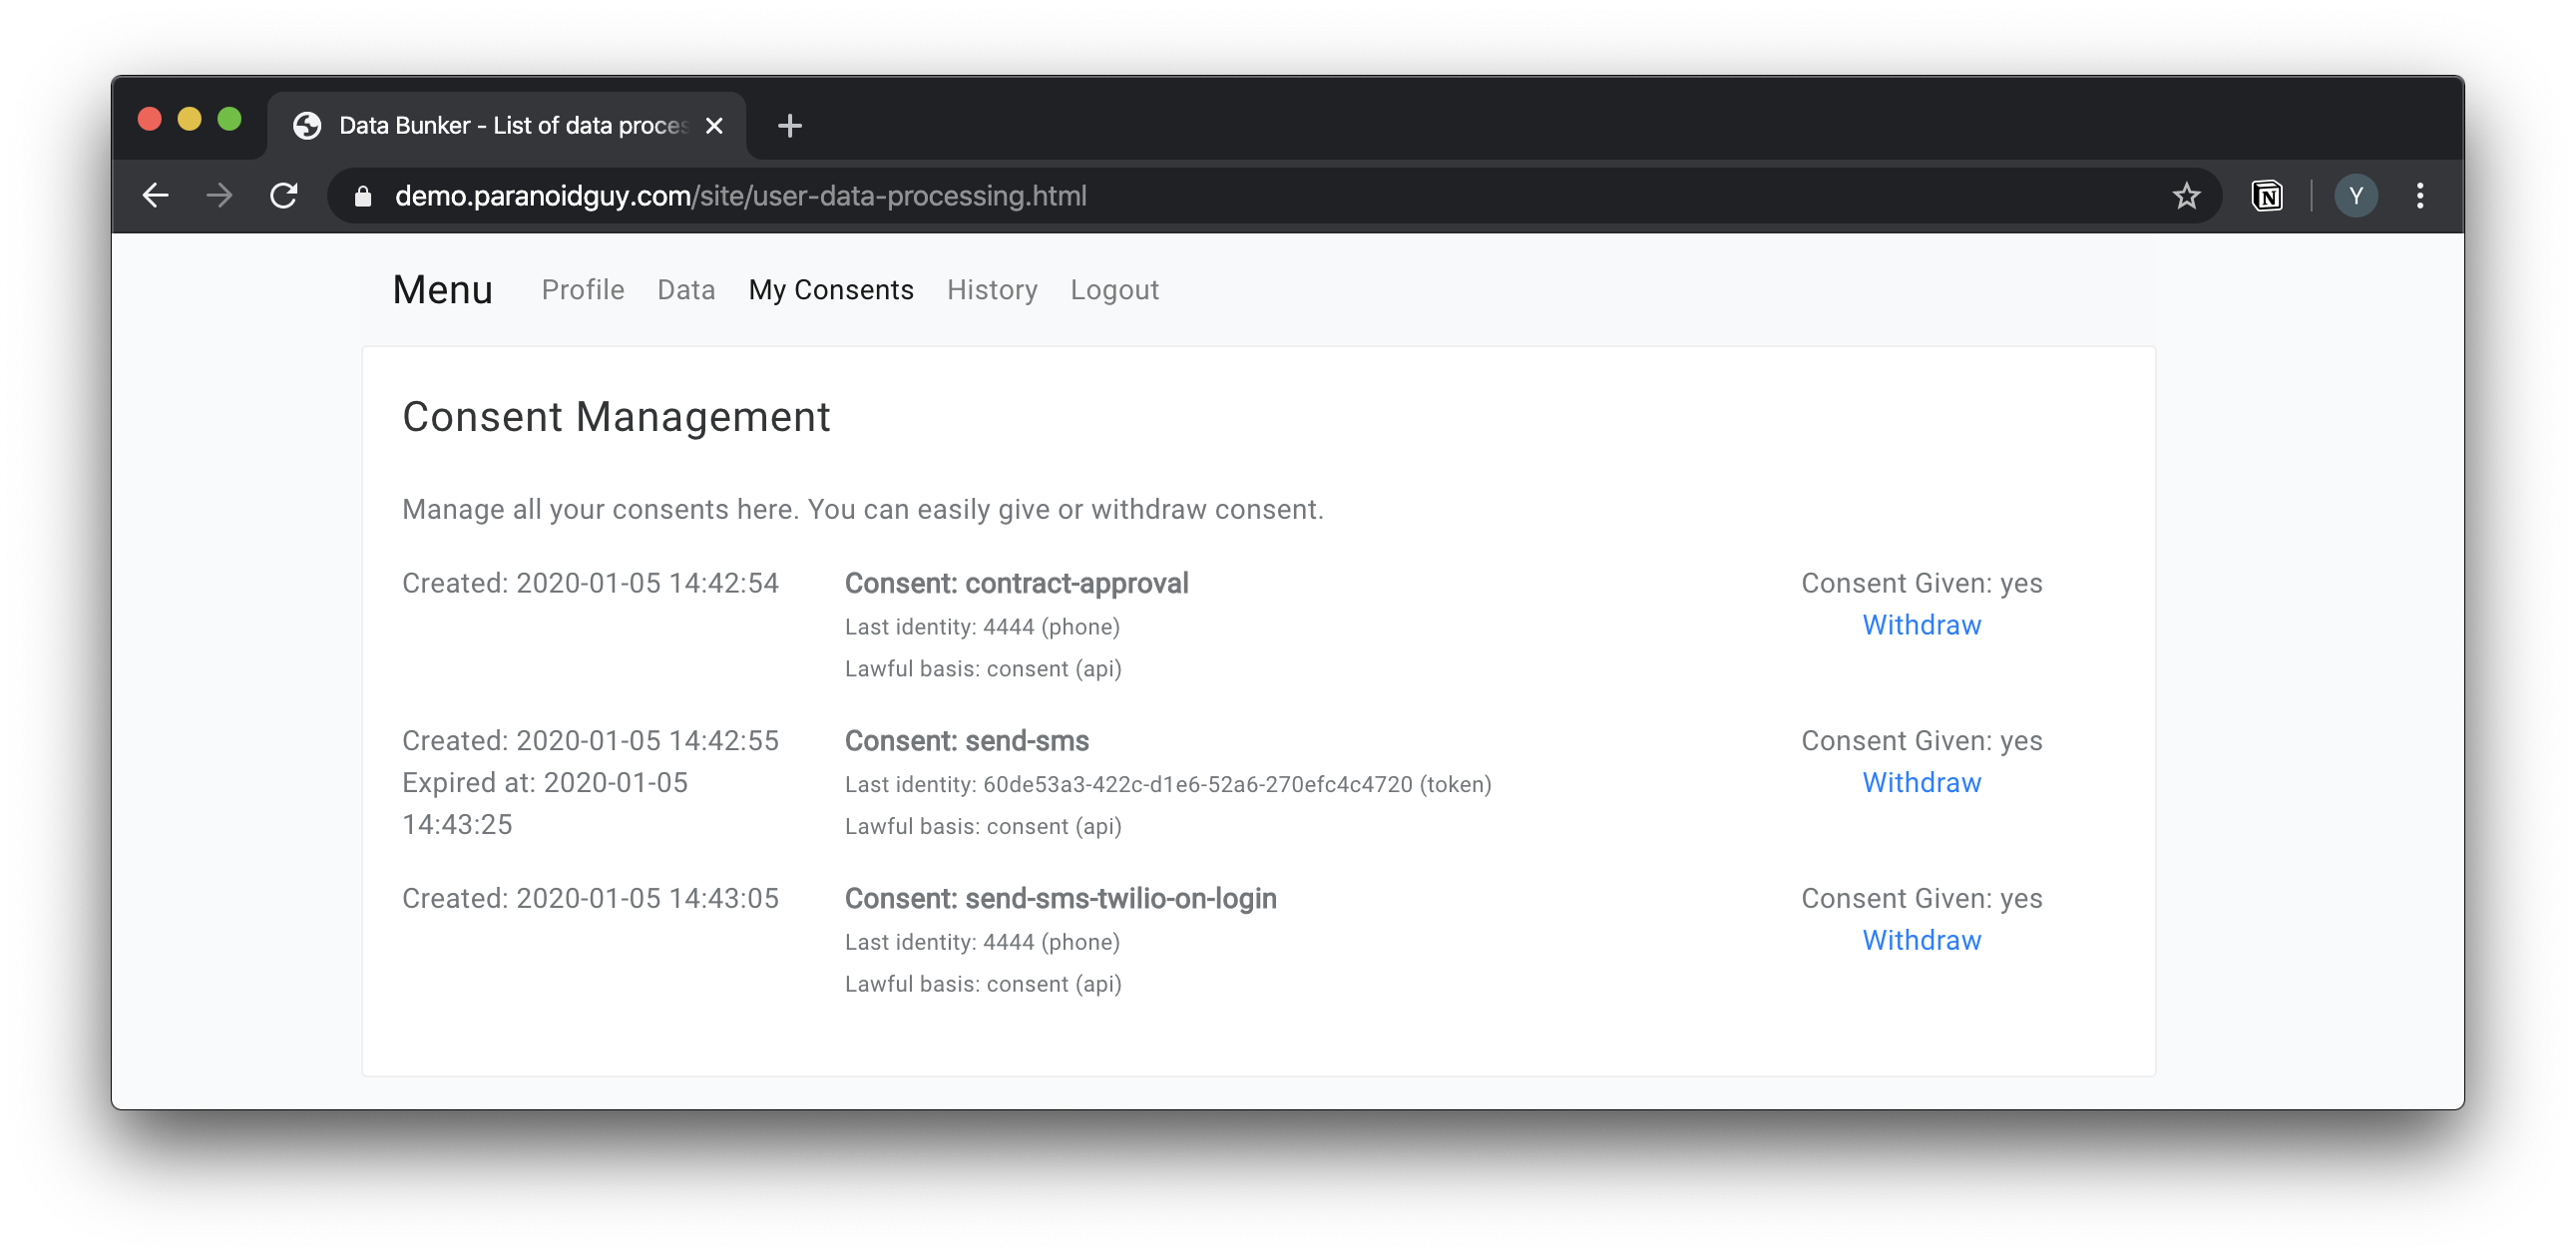 Data Bunker - List of data proces
demo.paranoidguy.com/site/user-data-processing.html
Y
Menu Profile Data My Consents History Logout
Consent Management
Manage all your consents here. You can easily give or withdraw consent.
Created: 2020-01-05 14:42:54
Consent: contract-approval
Last identity: 4444 (phone)
Lawful basis: consent (api)
Consent Given: yes
Withdraw
Created: 2020-01-05 14:42:55
Expired at: 2020-01-05
14:43:25
Consent: send-sms
Last identity: 60de53a3-422c-d1e6-52a6-270efc4c4720 (token)
Lawful basis: consent (api)
Consent Given: yes
Withdraw
Created: 2020-01-05 14:43:05
Consent: send-sms-twilio-on-login
Last identity: 4444 (phone)
Lawful basis: consent (api)
Consent Given: yes
Withdraw